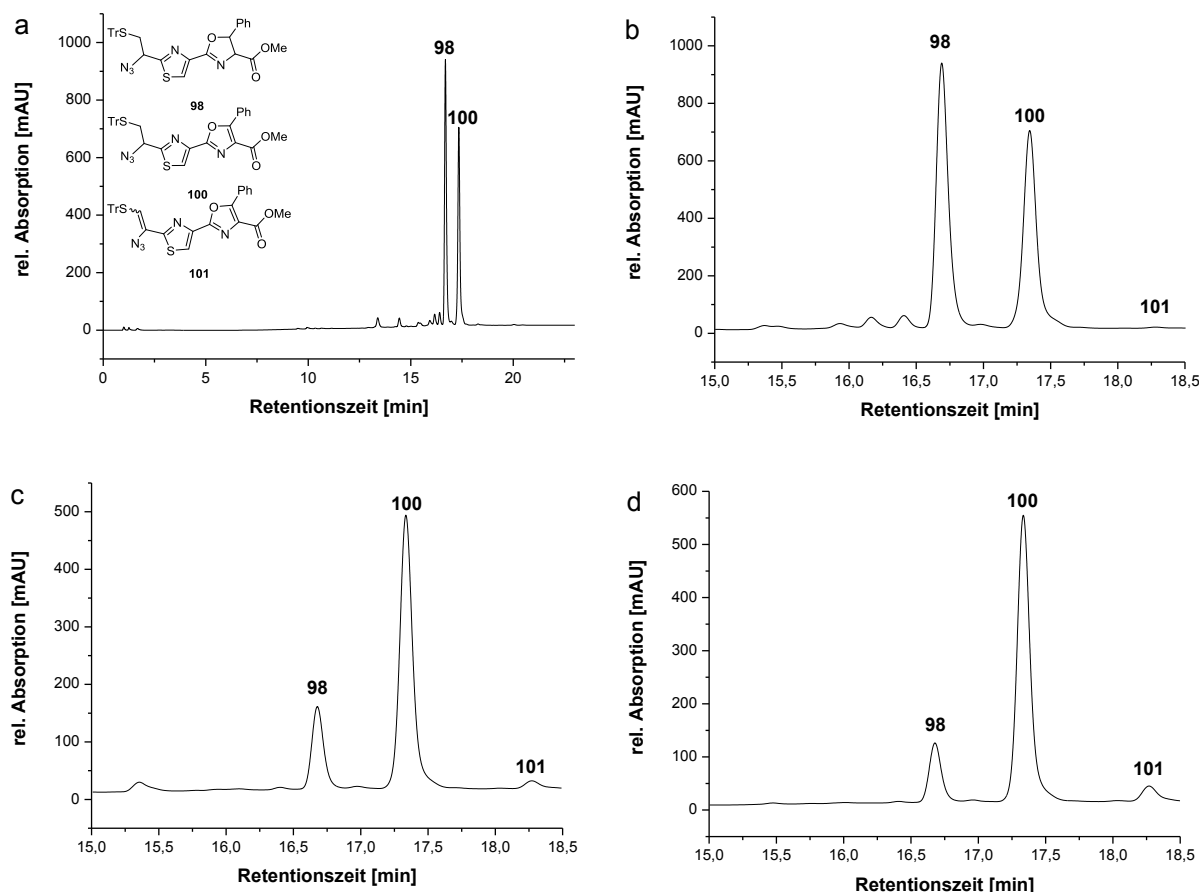 a
1000
800
600
400
200
0
rel. Absorption [mAU]
0 5 10 15 20
Retentionszeit [min]
98
100
TrS
N3
N
S
O
N
Ph
OMe
O
98
TrS
N3
N
S
O
N
Ph
OMe
O
100
TrS
N3
N
S
O
N
Ph
OMe
O
101
b
1000
800
600
400
200
0
rel. Absorption [mAU]
98
100
101
15,0 15,5 16,0 16,5 17,0 17,5 18,0 18,5
Retentionszeit [min]
c
500
400
300
200
100
0
rel. Absorption [mAU]
100
98
101
15,0 15,5 16,0 16,5 17,0 17,5 18,0 18,5
Retentionszeit [min]
d
600
500
400
300
200
100
0
rel. Absorption [mAU]
100
98
101
15,0 15,5 16,0 16,5 17,0 17,5 18,0 18,5
Retentionszeit [min]